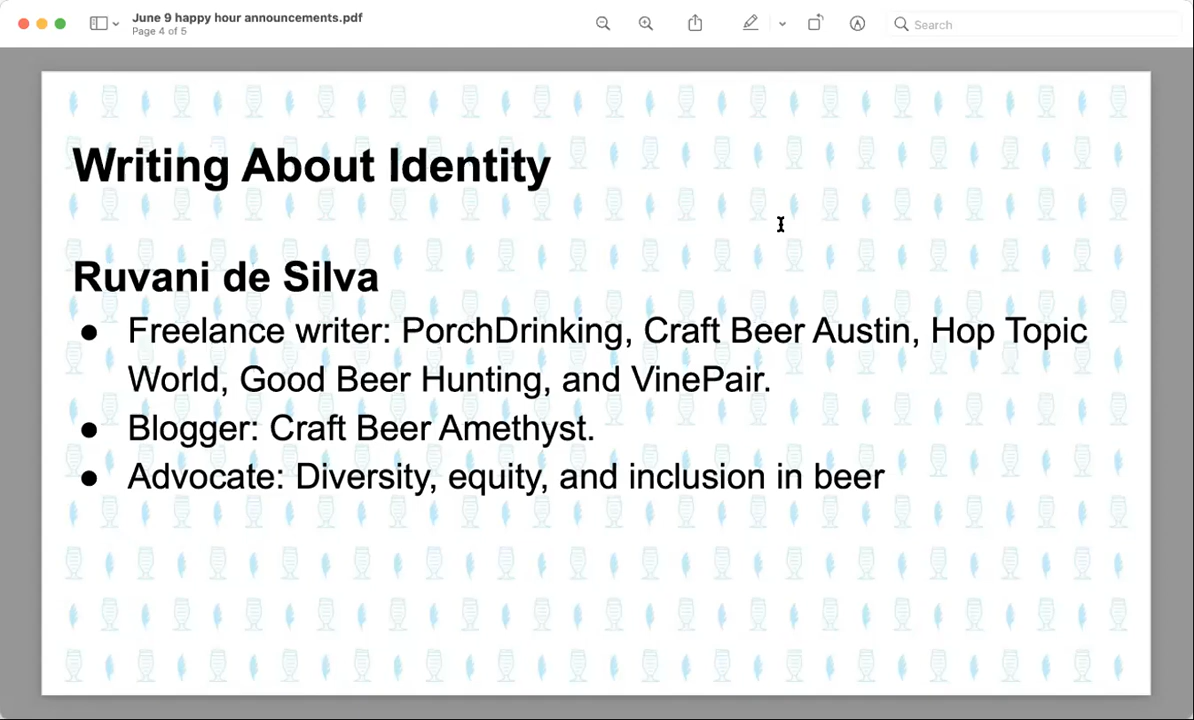 June 9 happy hour announcements.pdf
Page 4 of 5
Search
Writing About Identity
Ruvani de Silva
● Freelance writer: PorchDrinking, Craft Beer Austin, Hop Topic
World, Good Beer Hunting, and VinePair.
● Blogger: Craft Beer Amethyst.
● Advocate: Diversity, equity, and inclusion in beer